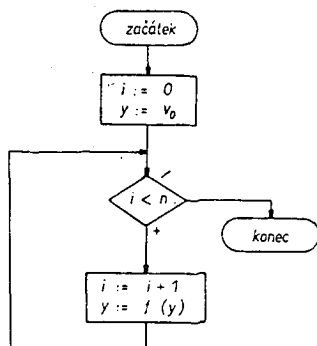 začátek
i := 0
y := v₀
i < n
konec
+
i := i + 1
y := f (y)